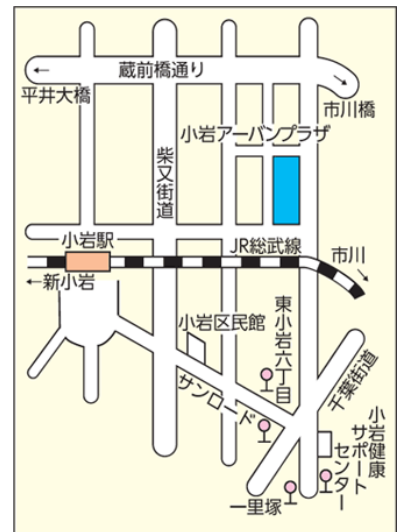 蔵前橋通り
←
平井大橋
→
市川橋
小岩アーバンプラザ
柴又街道
小岩駅
JR総武線
市川
→
←新小岩
小岩区民館
東小岩六丁目
サンロード
千葉街道
小岩健康
サポート
センター
一里塚